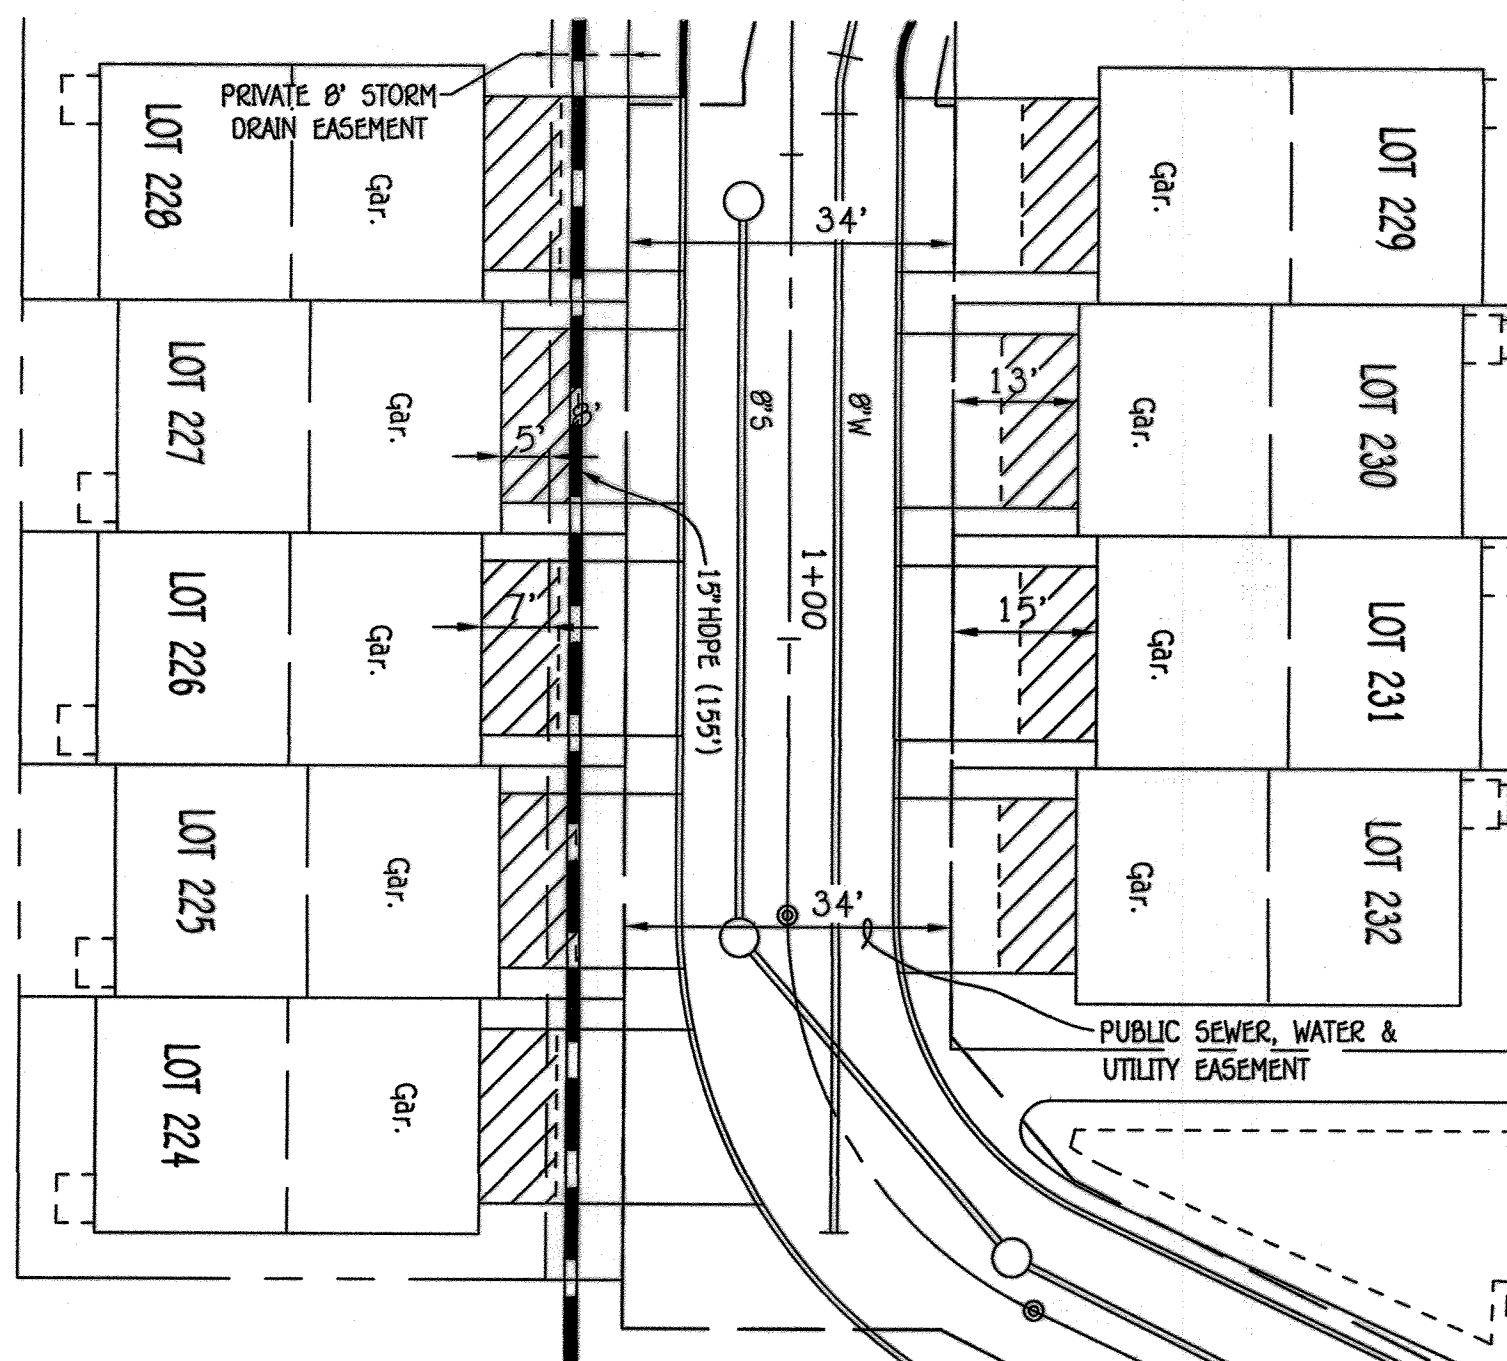 PRIVATE 8' STORM
DRAIN EASEMENT
LOT 228
Gar.
34'
Gar.
LOT 229
LOT 227
Gar.
5'
8'
8"S
8"W
13'
Gar.
LOT 230
LOT 226
Gar.
7'
15"HDPE (155')
1+00
15'
Gar.
LOT 231
LOT 225
Gar.
34'
Gar.
LOT 232
LOT 224
Gar.
PUBLIC SEWER, WATER &
UTILITY EASEMENT